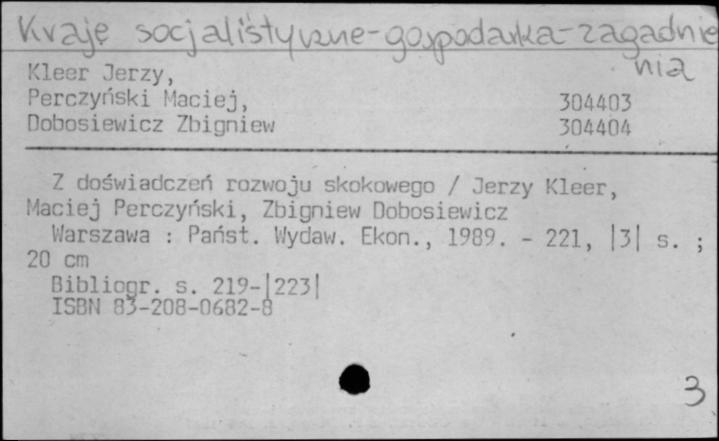 Kraje socjalistyczne-gospodarka-zagadnie
nia
Kleer Jerzy,
Perczyński Maciej, 304403
Dobosiewicz Zbigniew 304404
Z doświadczeń rozwoju skokowego / Jerzy Kleer,
Maciej Perczyński, Zbigniew Dobosiewicz
Warszawa : Państ. Wydaw. Ekon., 1989. - 221, |3| s. ;
20 cm
Bibliogr. s. 219-|223|
ISBN 83-208-0682-8
3